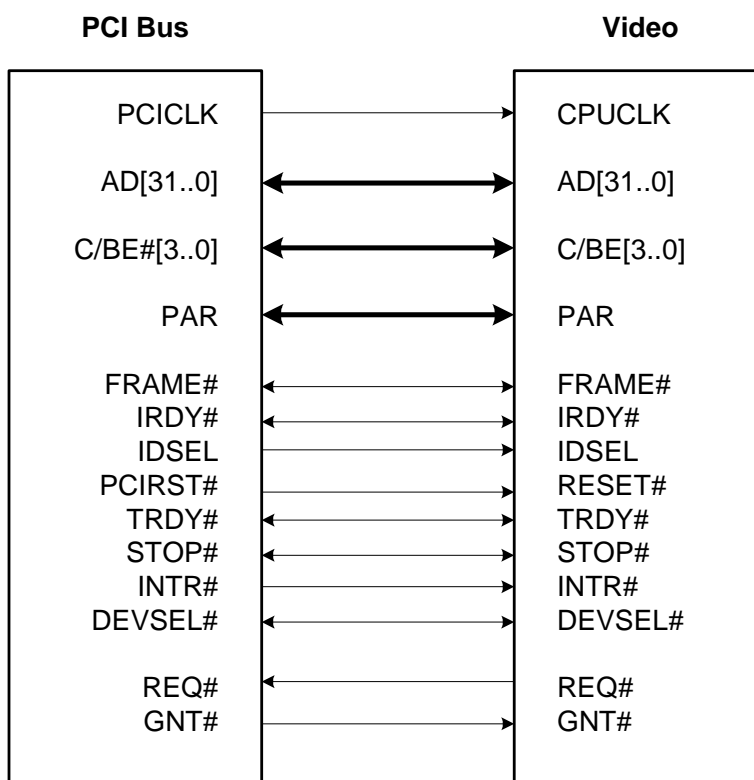 PCI Bus Video
PCICLK CPUCLK
AD[31..0] AD[31..0]
C/BE#[3..0] C/BE[3..0]
PAR PAR
FRAME# FRAME#
IRDY# IRDY#
IDSEL IDSEL
PCIRST# RESET#
TRDY# TRDY#
STOP# STOP#
INTR# INTR#
DEVSEL# DEVSEL#
REQ# REQ#
GNT# GNT#